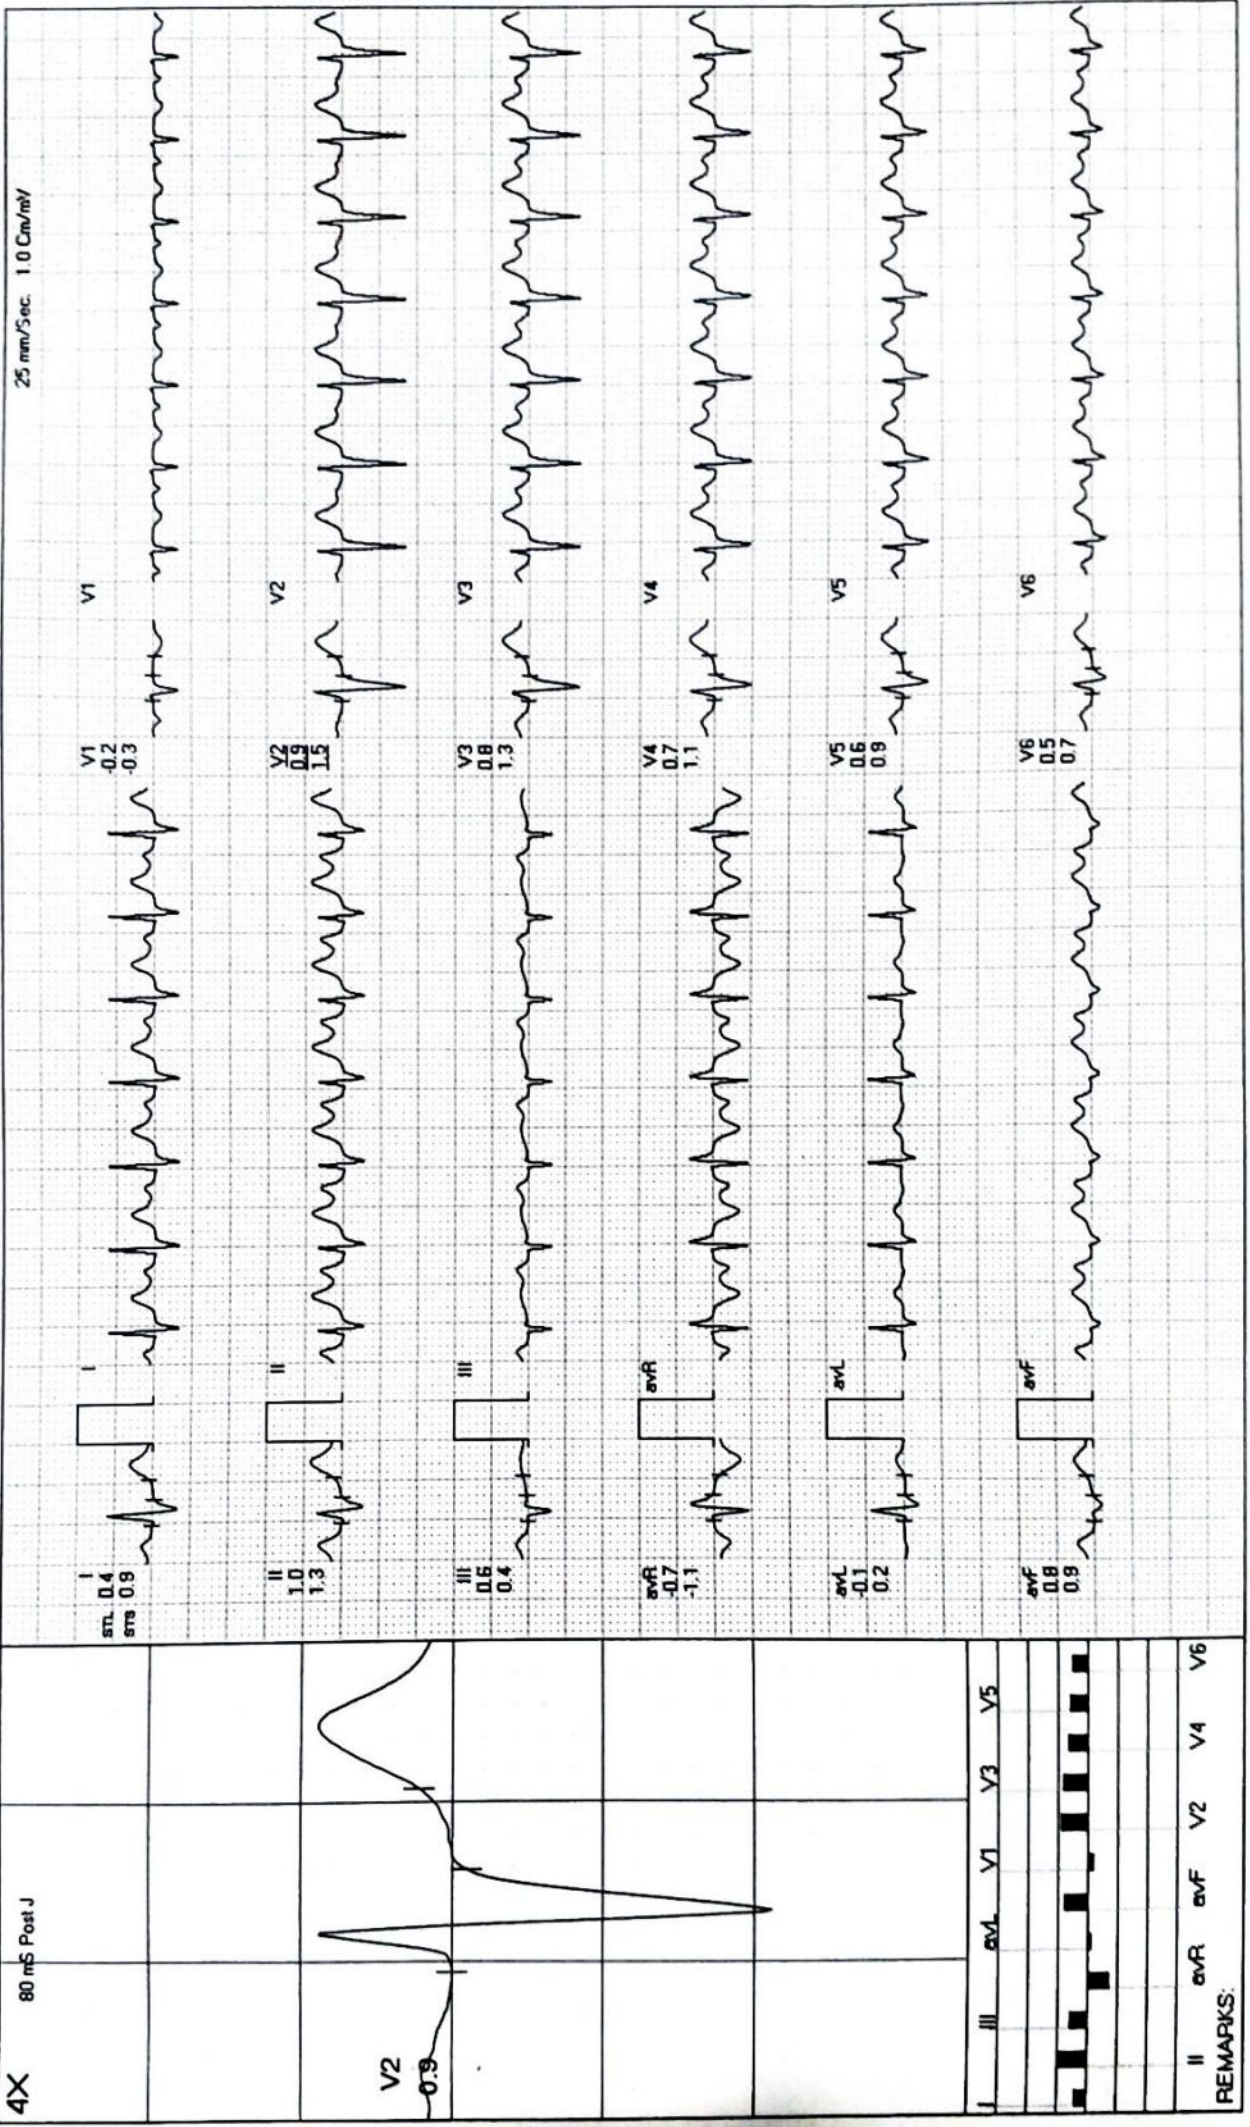 4X
80 mS Post J
25 mm/Sec. 1.0 Cm/mV
V2
0.9
I
STL 0.4
STS 0.9
I
V1
-0.2
-0.3
V1
II
1.0
1.3
II
V2
0.9
1.5
V2
III
0.6
0.4
III
V3
0.8
1.3
V3
avR
-0.7
-1.1
avR
V4
0.7
1.1
V4
avL
-0.1
0.2
avL
V5
0.6
0.9
V5
avF
0.8
0.9
avF
V6
0.5
0.7
V6
I III avL V1 V3 V5
II avR avF V2 V4 V6
REMARKS: